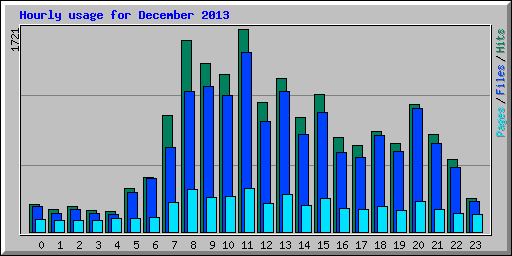 Hourly usage for December 2013
1721
Pages / Files / Hits
0 1 2 3 4 5 6 7 8 9 10 11 12 13 14 15 16 17 18 19 20 21 22 23